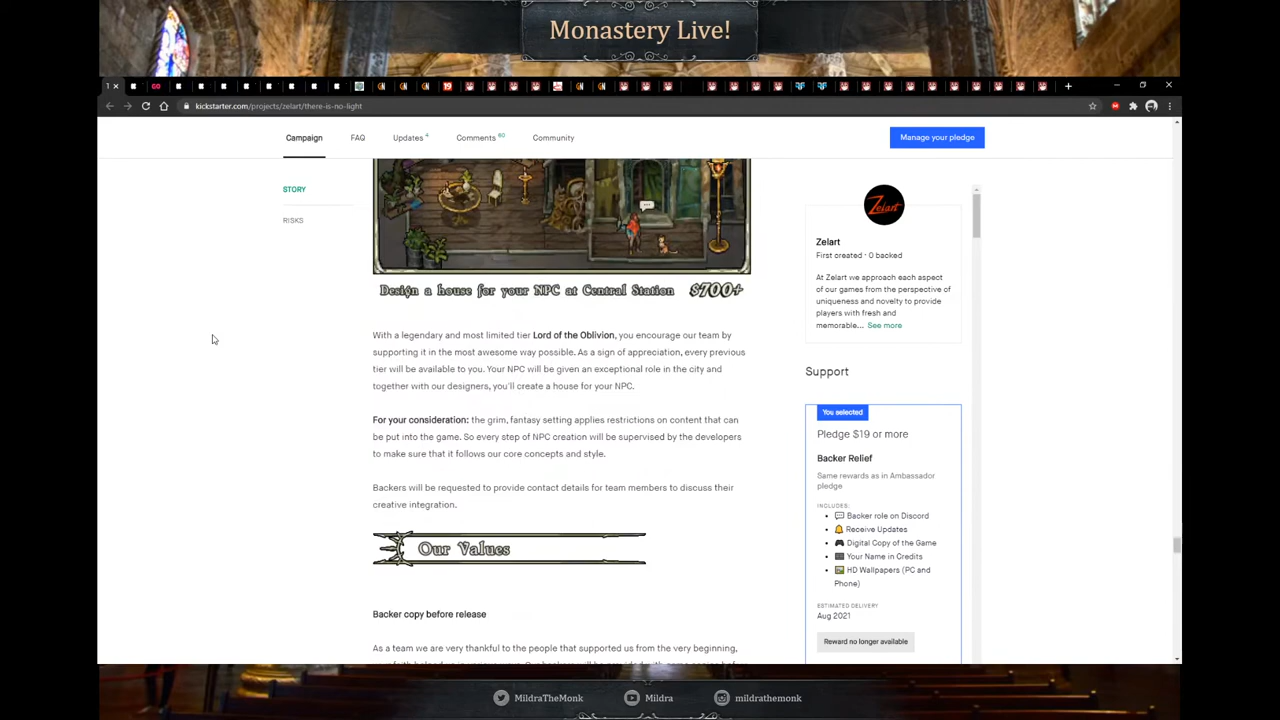 Monastery Live!
kickstarter.com/projects/zelart/there-is-no-light
Campaign
FAQ
Updates 4
Comments 60
Community
Manage your pledge
STORY
RISKS
Design a house for your NPC at Central Station $700+
With a legendary and most limited tier Lord of the Oblivion, you encourage our team by
supporting it in the most awesome way possible. As a sign of appreciation, every previous
tier will be available to you. Your NPC will be given an exceptional role in the city and
together with our designers, you'll create a house for your NPC.
For your consideration: the grim, fantasy setting applies restrictions on content that can
be put into the game. So every step of NPC creation will be supervised by the developers
to make sure that it follows our core concepts and style.
Backers will be requested to provide contact details for team members to discuss their
creative integration.
Our Values
Backer copy before release
As a team we are very thankful to the people that supported us from the very beginning,
Zelart
Zelart
First created · 0 backed
At Zelart we approach each aspect
of our games from the perspective of
uniqueness and novelty to provide
players with fresh and
memorable... See more
Support
You selected
Pledge $19 or more
Backer Relief
Same rewards as in Ambassador
pledge
INCLUDES:
Backer role on Discord
Receive Updates
Digital Copy of the Game
Your Name in Credits
HD Wallpapers (PC and
Phone)
ESTIMATED DELIVERY
Aug 2021
Reward no longer available
MildraTheMonk
Mildra
mildrathemonk